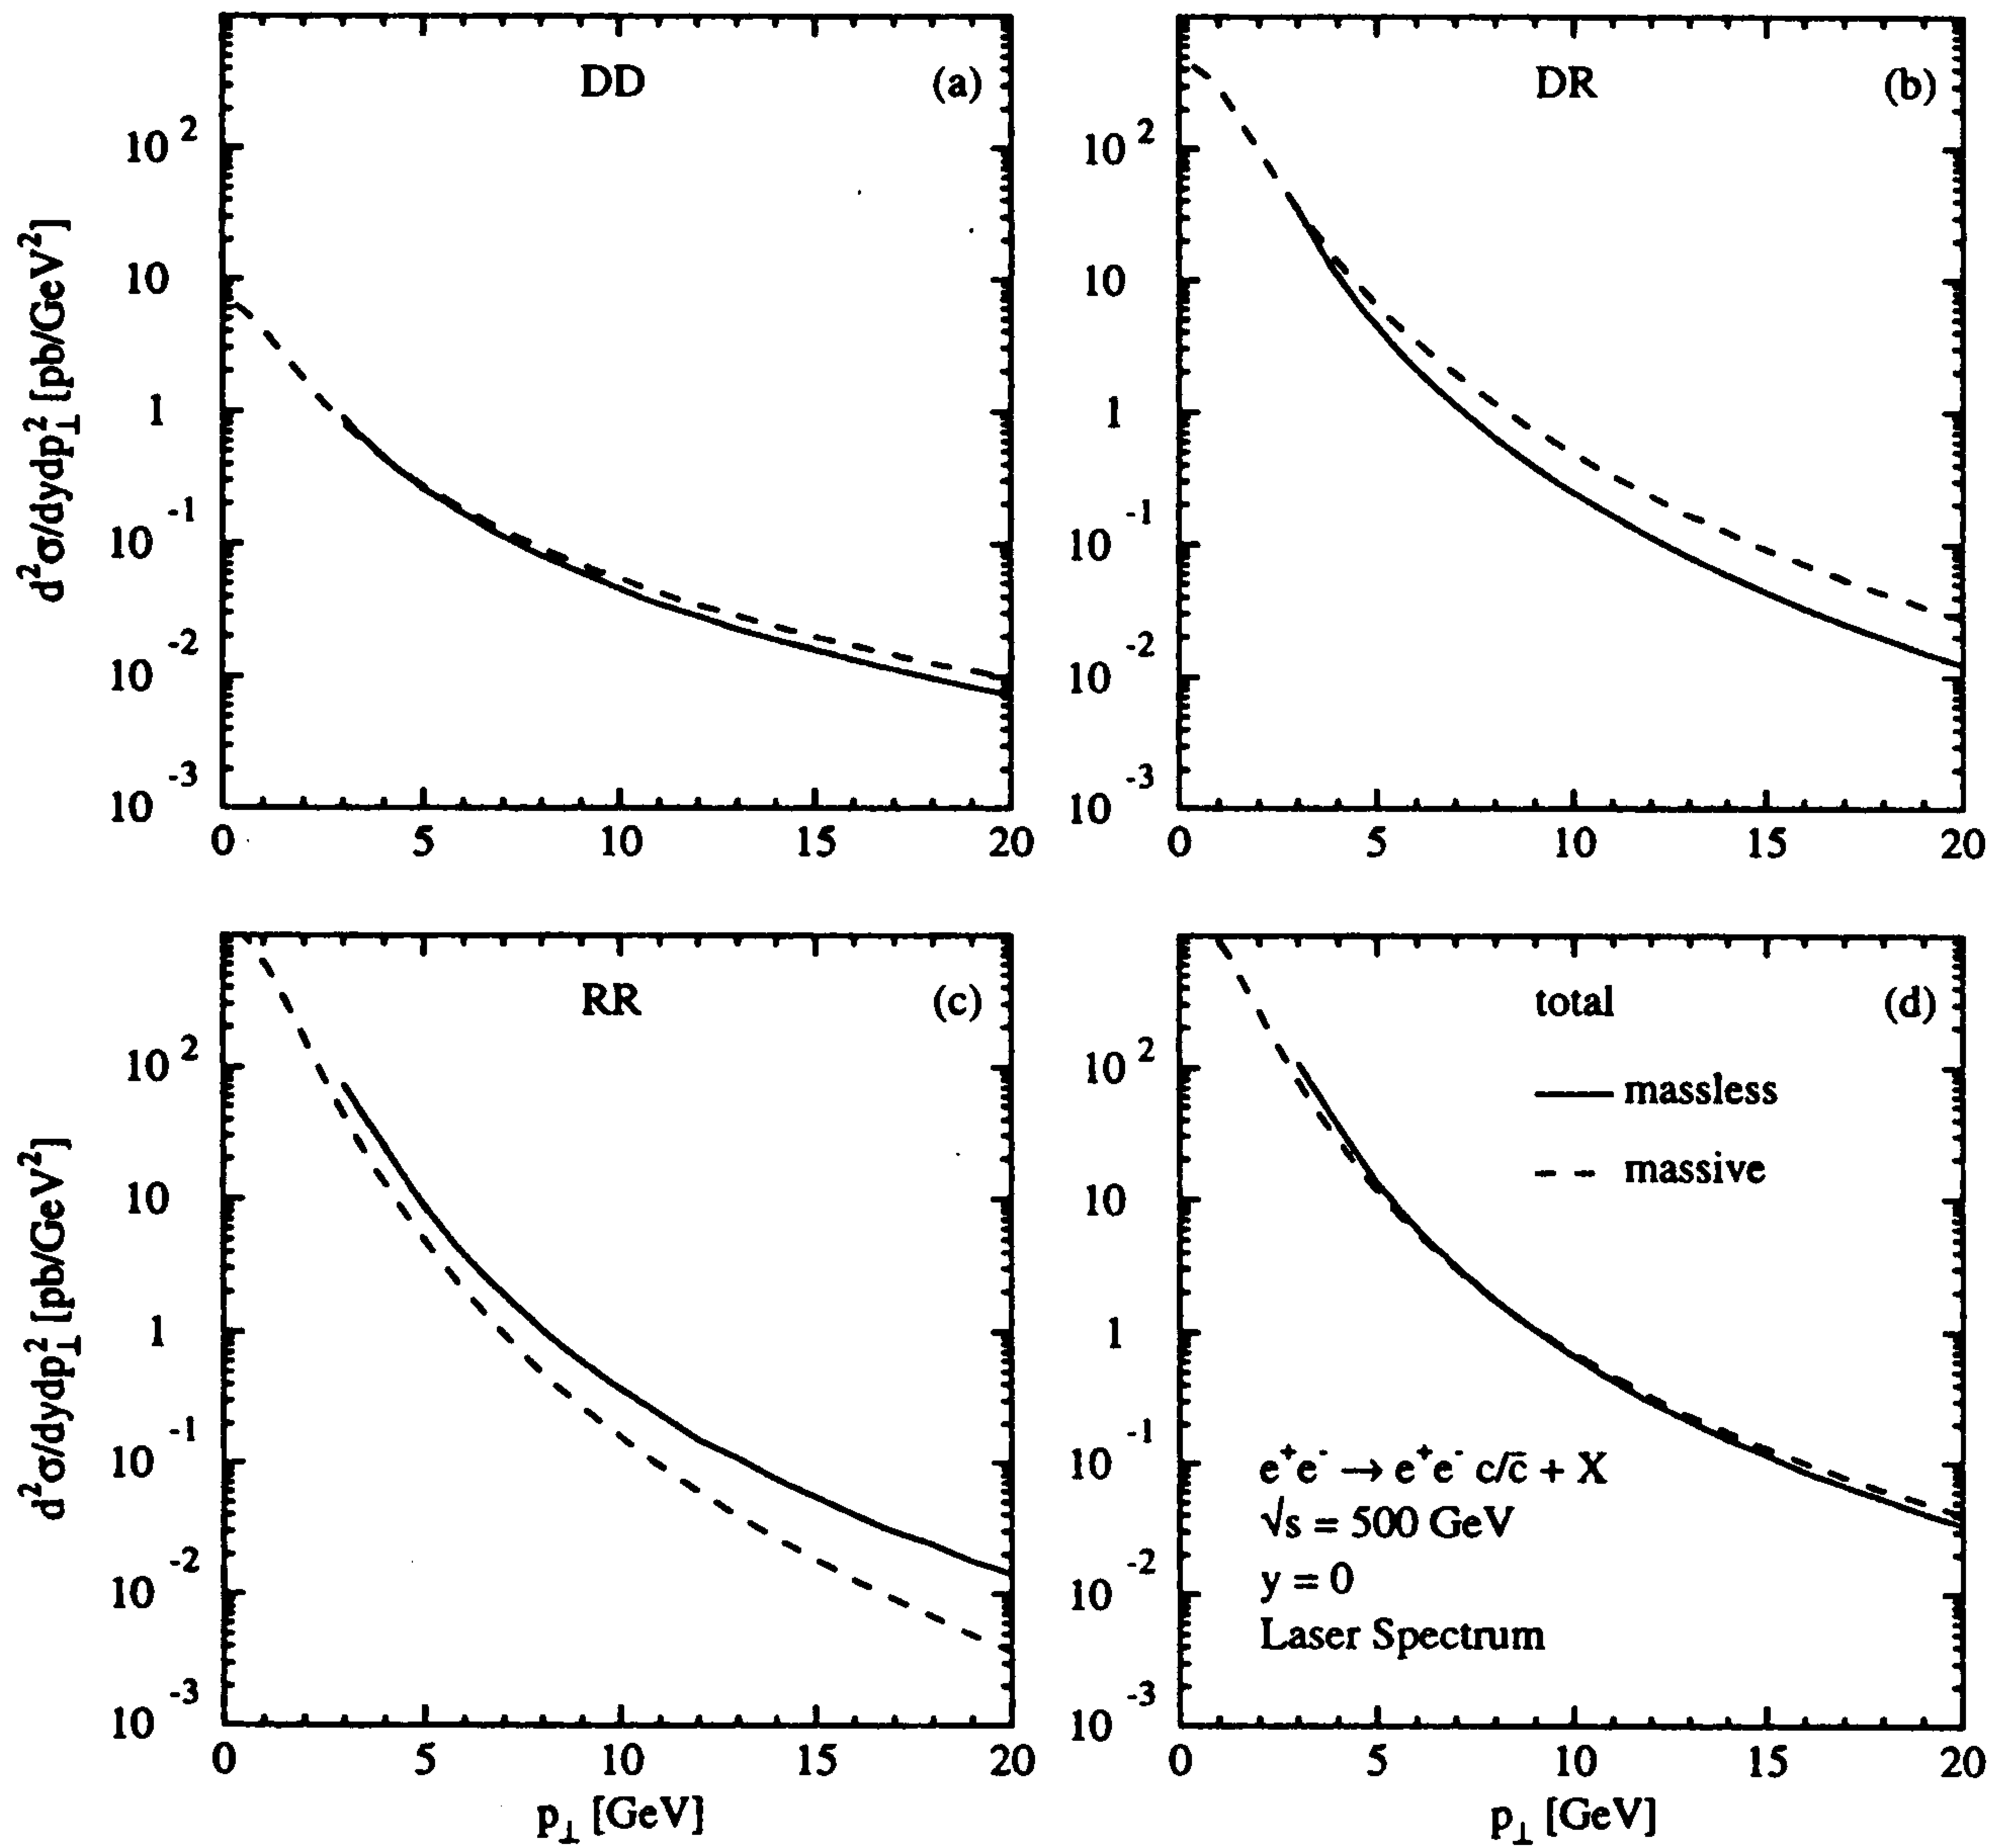 DD (a)
10^2
10
1
10^-1
10^-2
10^-3
0 5 10 15 20
d²σ/dydp⊥² [pb/GeV²]
DR (b)
10^2
10
1
10^-1
10^-2
10^-3
0 5 10 15 20
RR (c)
10^2
10
1
10^-1
10^-2
10^-3
0 5 10 15 20
d²σ/dydp⊥² [pb/GeV²]
p⊥ [GeV]
total (d)
massless
massive
10^2
10
1
10^-1
10^-2
10^-3
e⁺e⁻ → e⁺e⁻ c/c̄ + X
√s = 500 GeV
y = 0
Laser Spectrum
0 5 10 15 20
p⊥ [GeV]